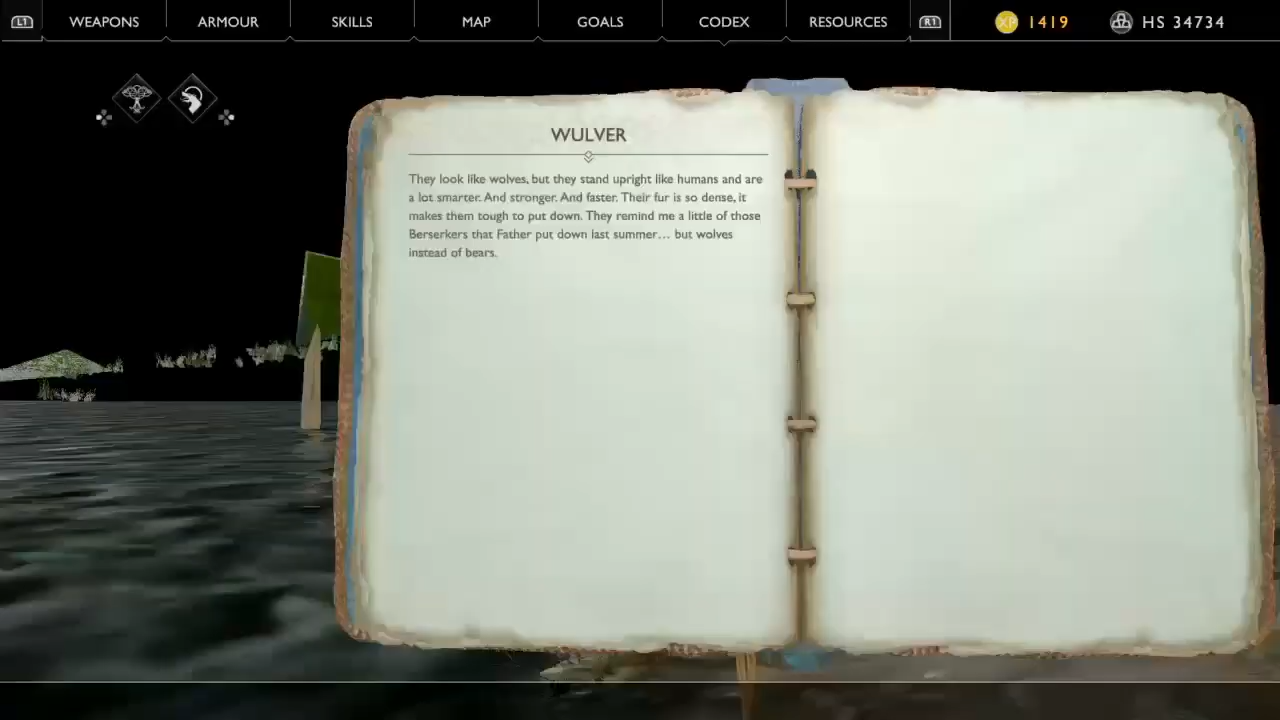 L1 WEAPONS ARMOUR SKILLS MAP GOALS CODEX RESOURCES R1 XP 1419 HS 34734
WULVER
They look like wolves, but they stand upright like humans and are
a lot smarter. And stronger. And faster. Their fur is so dense, it
makes them tough to put down. They remind me a little of those
Berserkers that Father put down last summer… but wolves
instead of bears.